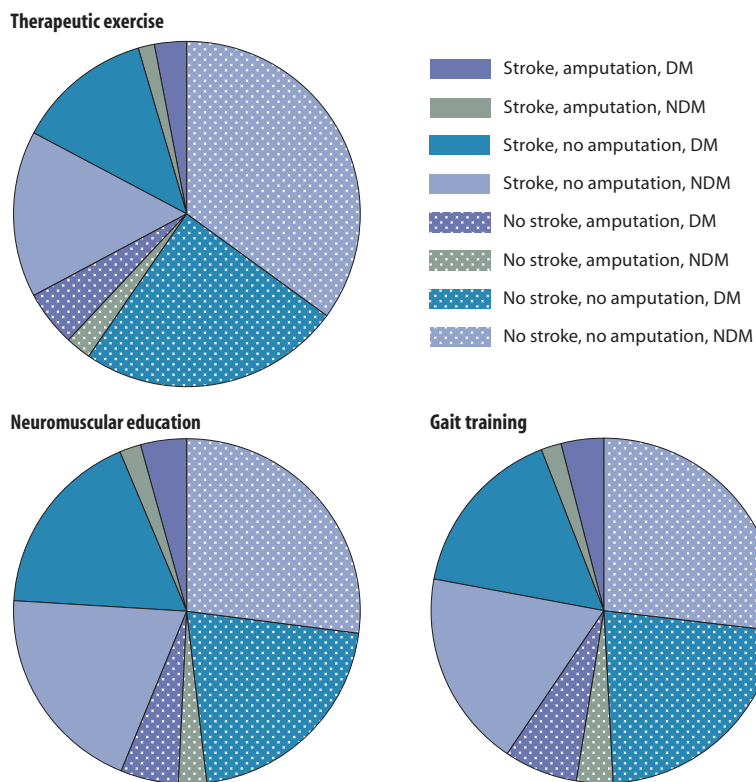 Therapeutic exercise
Stroke, amputation, DM
Stroke, amputation, NDM
Stroke, no amputation, DM
Stroke, no amputation, NDM
No stroke, amputation, DM
No stroke, amputation, NDM
No stroke, no amputation, DM
No stroke, no amputation, NDM
Neuromuscular education
Gait training